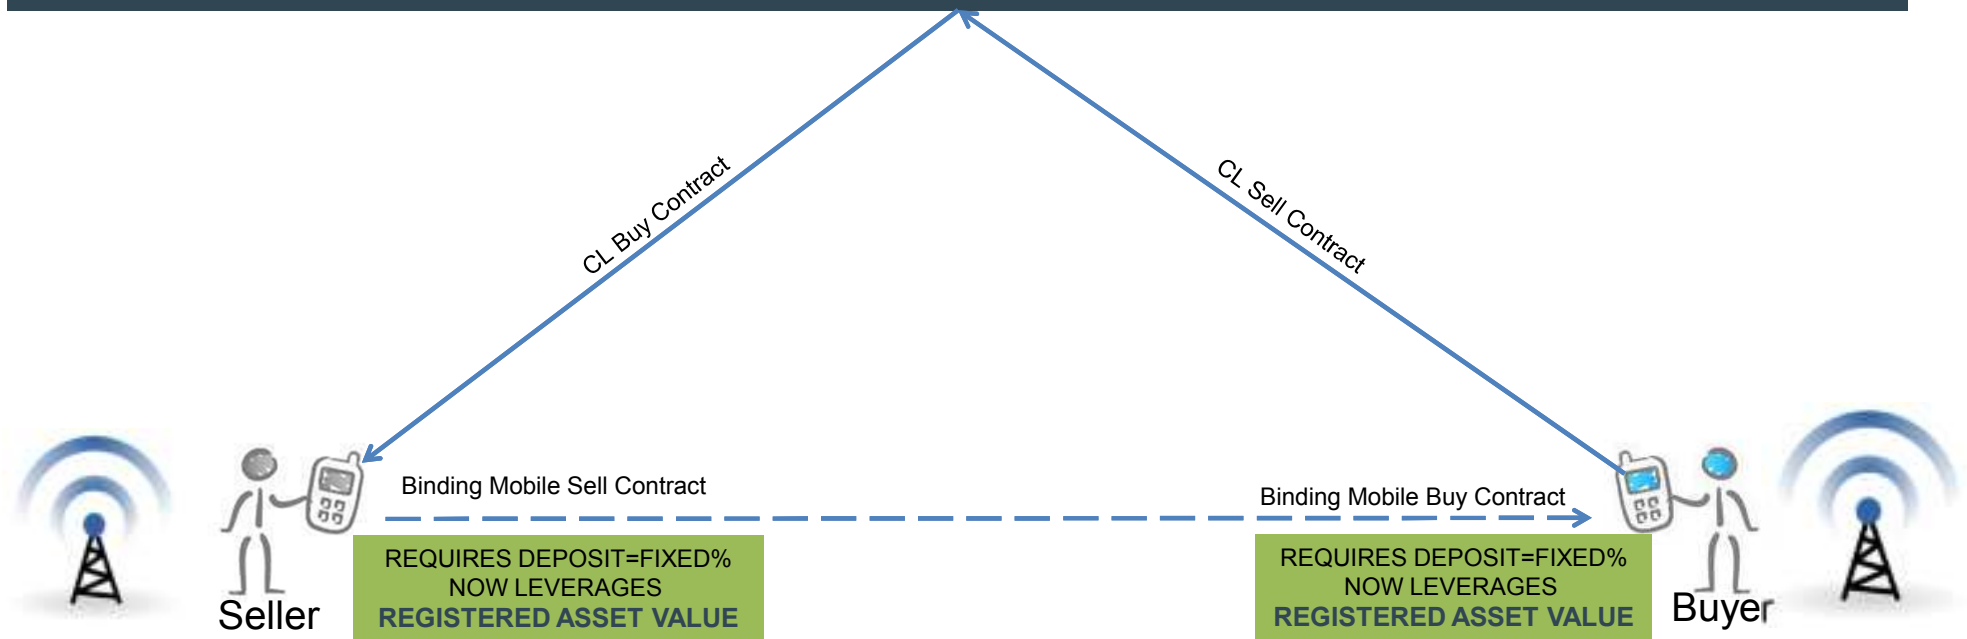 CL Buy Contract
CL Sell Contract
Binding Mobile Sell Contract
Binding Mobile Buy Contract
REQUIRES DEPOSIT=FIXED%
NOW LEVERAGES
REGISTERED ASSET VALUE
REQUIRES DEPOSIT=FIXED%
NOW LEVERAGES
REGISTERED ASSET VALUE
Seller
Buyer